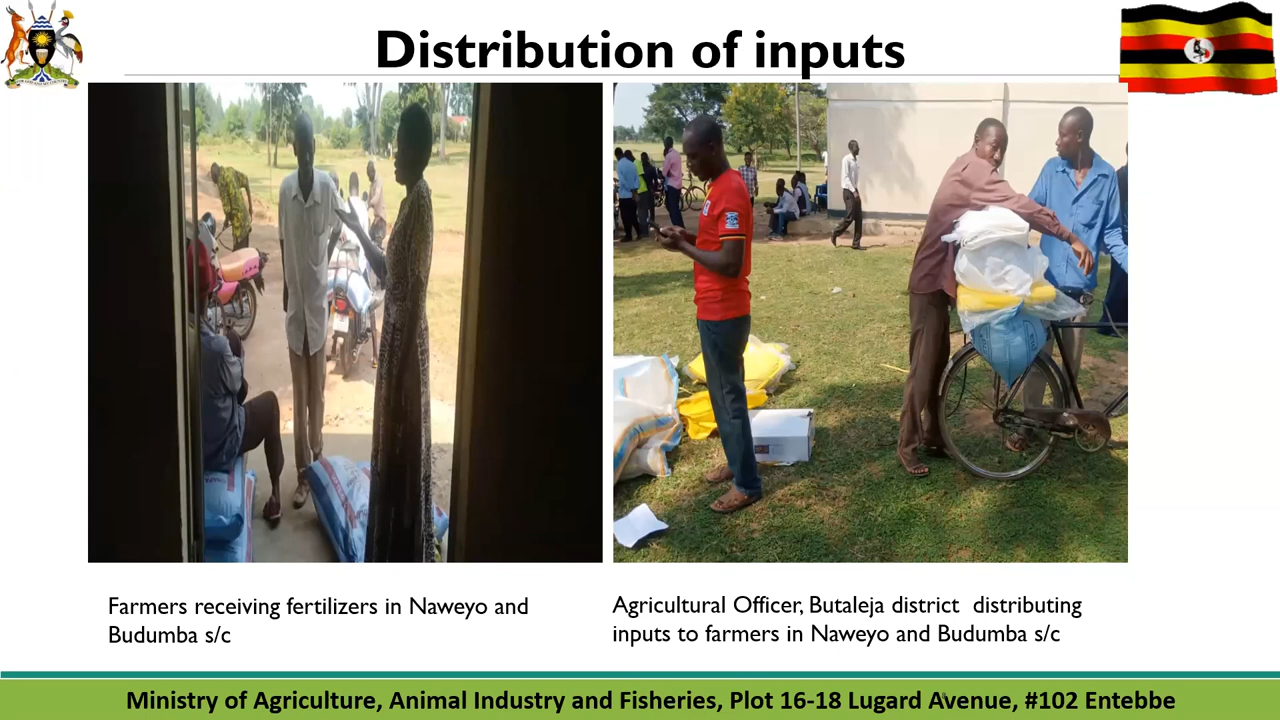 Distribution of inputs
Farmers receiving fertilizers in Naweyo and
Budumba s/c
Agricultural Officer, Butaleja district distributing
inputs to farmers in Naweyo and Budumba s/c
Ministry of Agriculture, Animal Industry and Fisheries, Plot 16-18 Lugard Avenue, #102 Entebbe